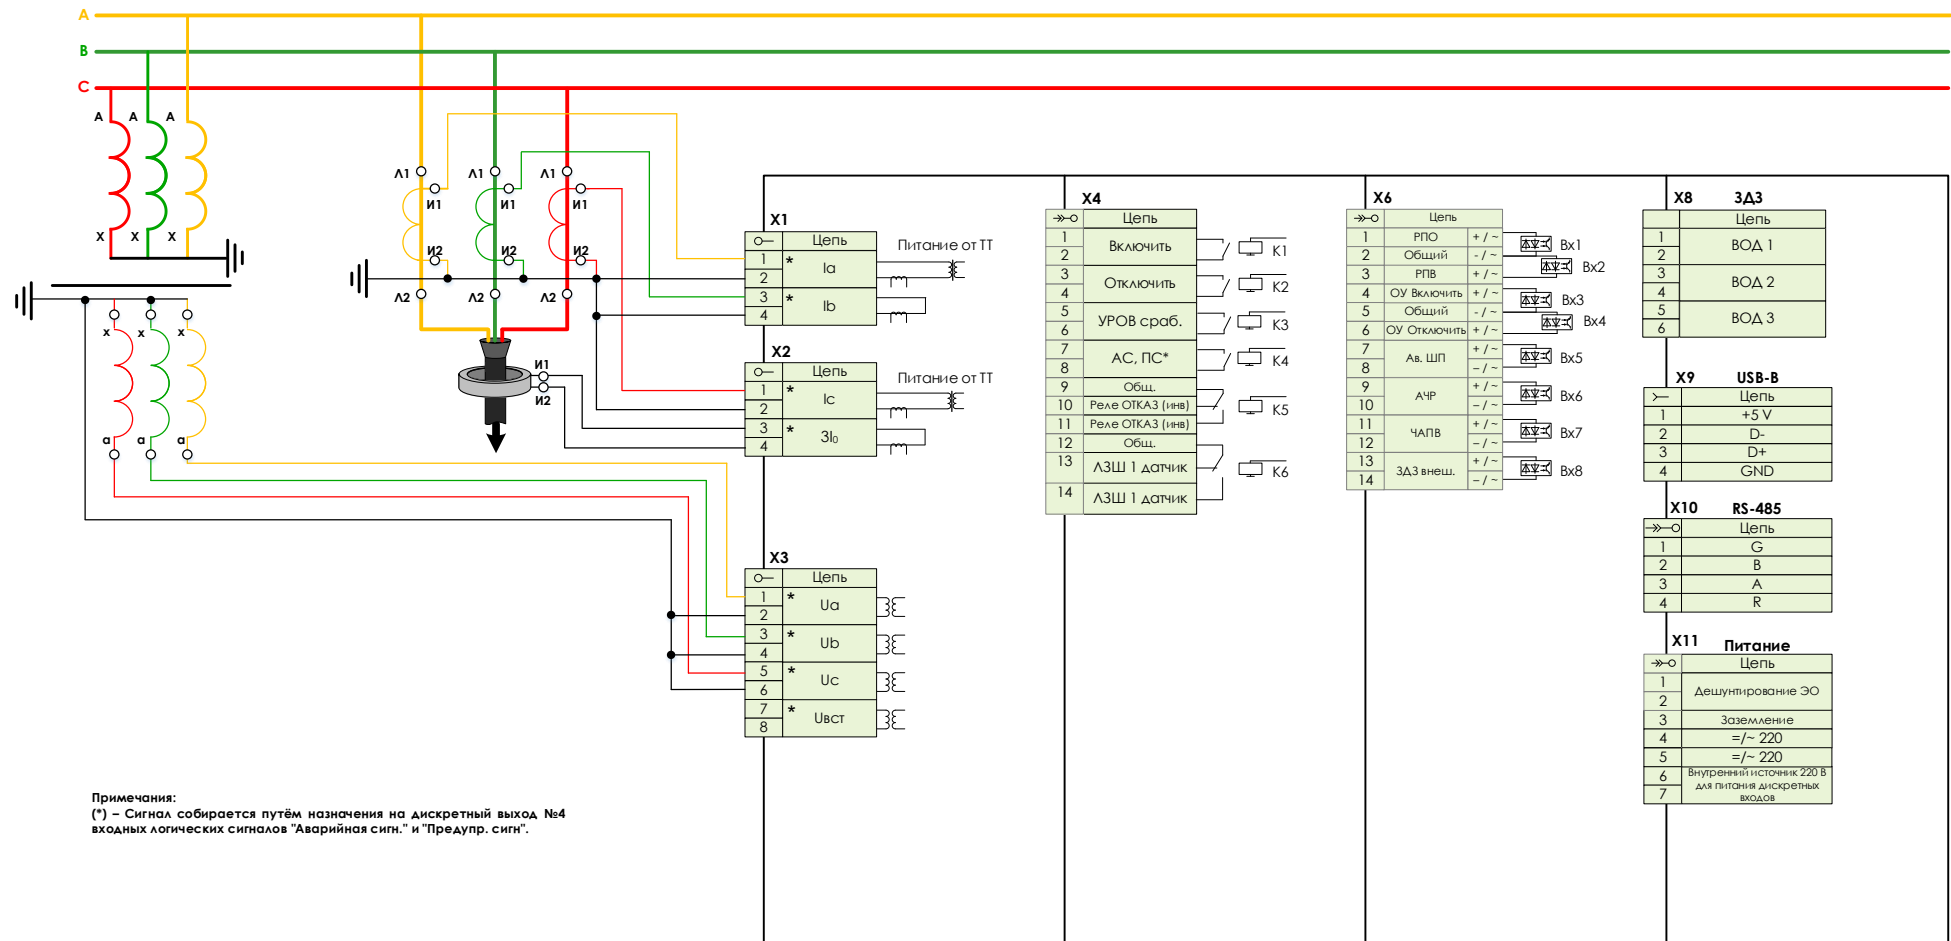 A
B
C
A A A
X X X
x x x
a a a
Л1 Л1 Л1
И1 И1 И1
И2 И2 И2
Л2 Л2 Л2
И1
И2
X1
Цепь
1 * Ia
2
3 * Ib
4
Питание от ТТ
X2
Цепь
1 * Ic
2
3 * 3I₀
4
Питание от ТТ
X3
Цепь
1 * Ua
2
3 * Ub
4
5 * Uc
6
7 * Uвст
8
X4
Цепь
1 Включить K1
2
3 Отключить K2
4
5 УРОВ сраб. K3
6
7 АС, ПС* K4
8
9 Общ.
10 Реле ОТКАЗ (инв) K5
11 Реле ОТКАЗ (инв)
12 Общ.
13 ЛЗШ 1 датчик K6
14 ЛЗШ 1 датчик
X6
Цепь
1 РПО + / ~ Вх1
2 Общий - / ~ Вх2
3 РПВ + / ~
4 ОУ Включить + / ~ Вх3
5 Общий - / ~ Вх4
6 ОУ Отключить + / ~
7 Ав. ШП + / ~ Вх5
8 – / ~
9 АЧР + / ~ Вх6
10 – / ~
11 ЧАПВ + / ~ Вх7
12 – / ~
13 ЗДЗ внеш. + / ~ Вх8
14 – / ~
X8 ЗДЗ
Цепь
1 ВОД 1
2
3 ВОД 2
4
5 ВОД 3
6
X9 USB-B
Цепь
1 +5 V
2 D-
3 D+
4 GND
X10 RS-485
Цепь
1 G
2 B
3 A
4 R
X11 Питание
Цепь
1 Дешунтирование ЭО
2
3 Заземление
4 =/~ 220
5 =/~ 220
6 Внутренний источник 220 В
для питания дискретных
7 входов
Примечания:
(*) – Сигнал собирается путём назначения на дискретный выход №4
входных логических сигналов "Аварийная сигн." и "Предупр. сигн".